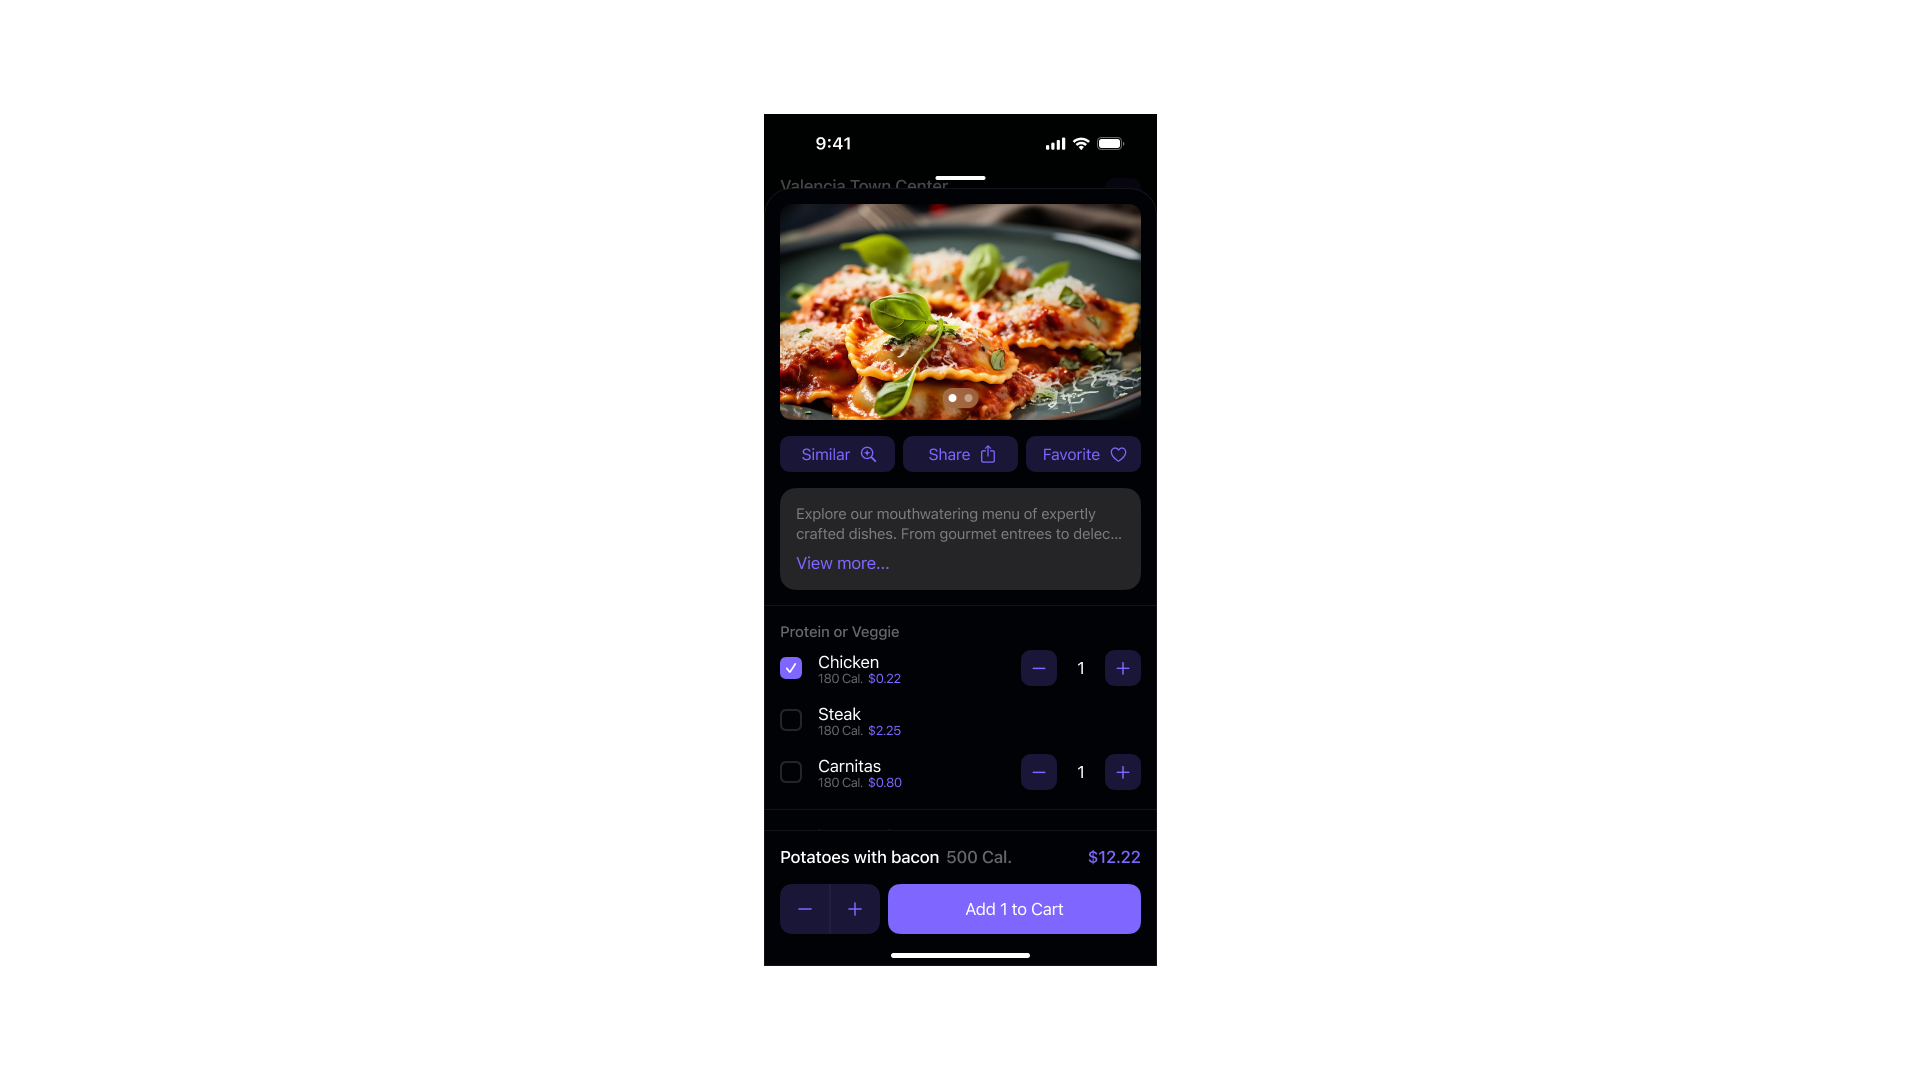 9:41
Valencia Town Center
Similar
Share
Favorite
Explore our mouthwatering menu of expertly
crafted dishes. From gourmet entrees to delec...
View more...
Protein or Veggie
Chicken
180 Cal. $0.22
1
Steak
180 Cal. $2.25
Carnitas
180 Cal. $0.80
1
Potatoes with bacon 500 Cal. $12.22
Add 1 to Cart